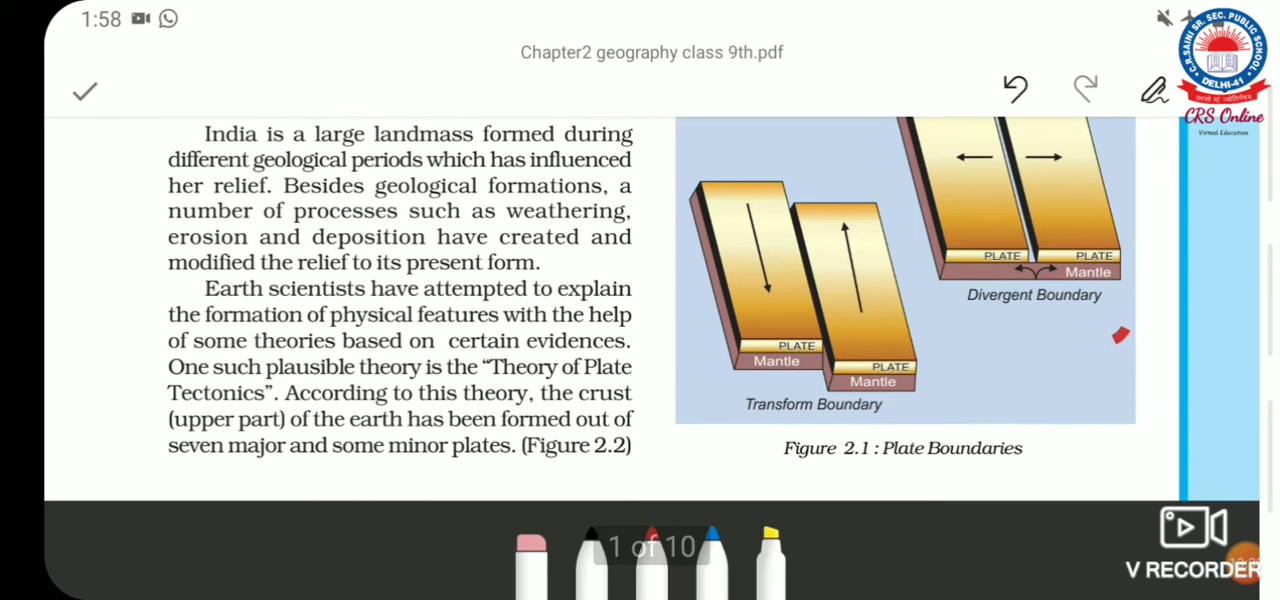 1:58
Chapter2 geography class 9th.pdf
C.R.SAINI SR. SEC. PUBLIC SCHOOL
DELHI-41
CRS Online
Virtual Education
India is a large landmass formed during
different geological periods which has influenced
her relief. Besides geological formations, a
number of processes such as weathering,
erosion and deposition have created and
modified the relief to its present form.
Earth scientists have attempted to explain
the formation of physical features with the help
of some theories based on certain evidences.
One such plausible theory is the “Theory of Plate
Tectonics”. According to this theory, the crust
(upper part) of the earth has been formed out of
seven major and some minor plates. (Figure 2.2)
PLATE
PLATE
Mantle
Divergent Boundary
PLATE
Mantle
PLATE
Mantle
Transform Boundary
Figure 2.1 : Plate Boundaries
1 of 10
V RECORDER